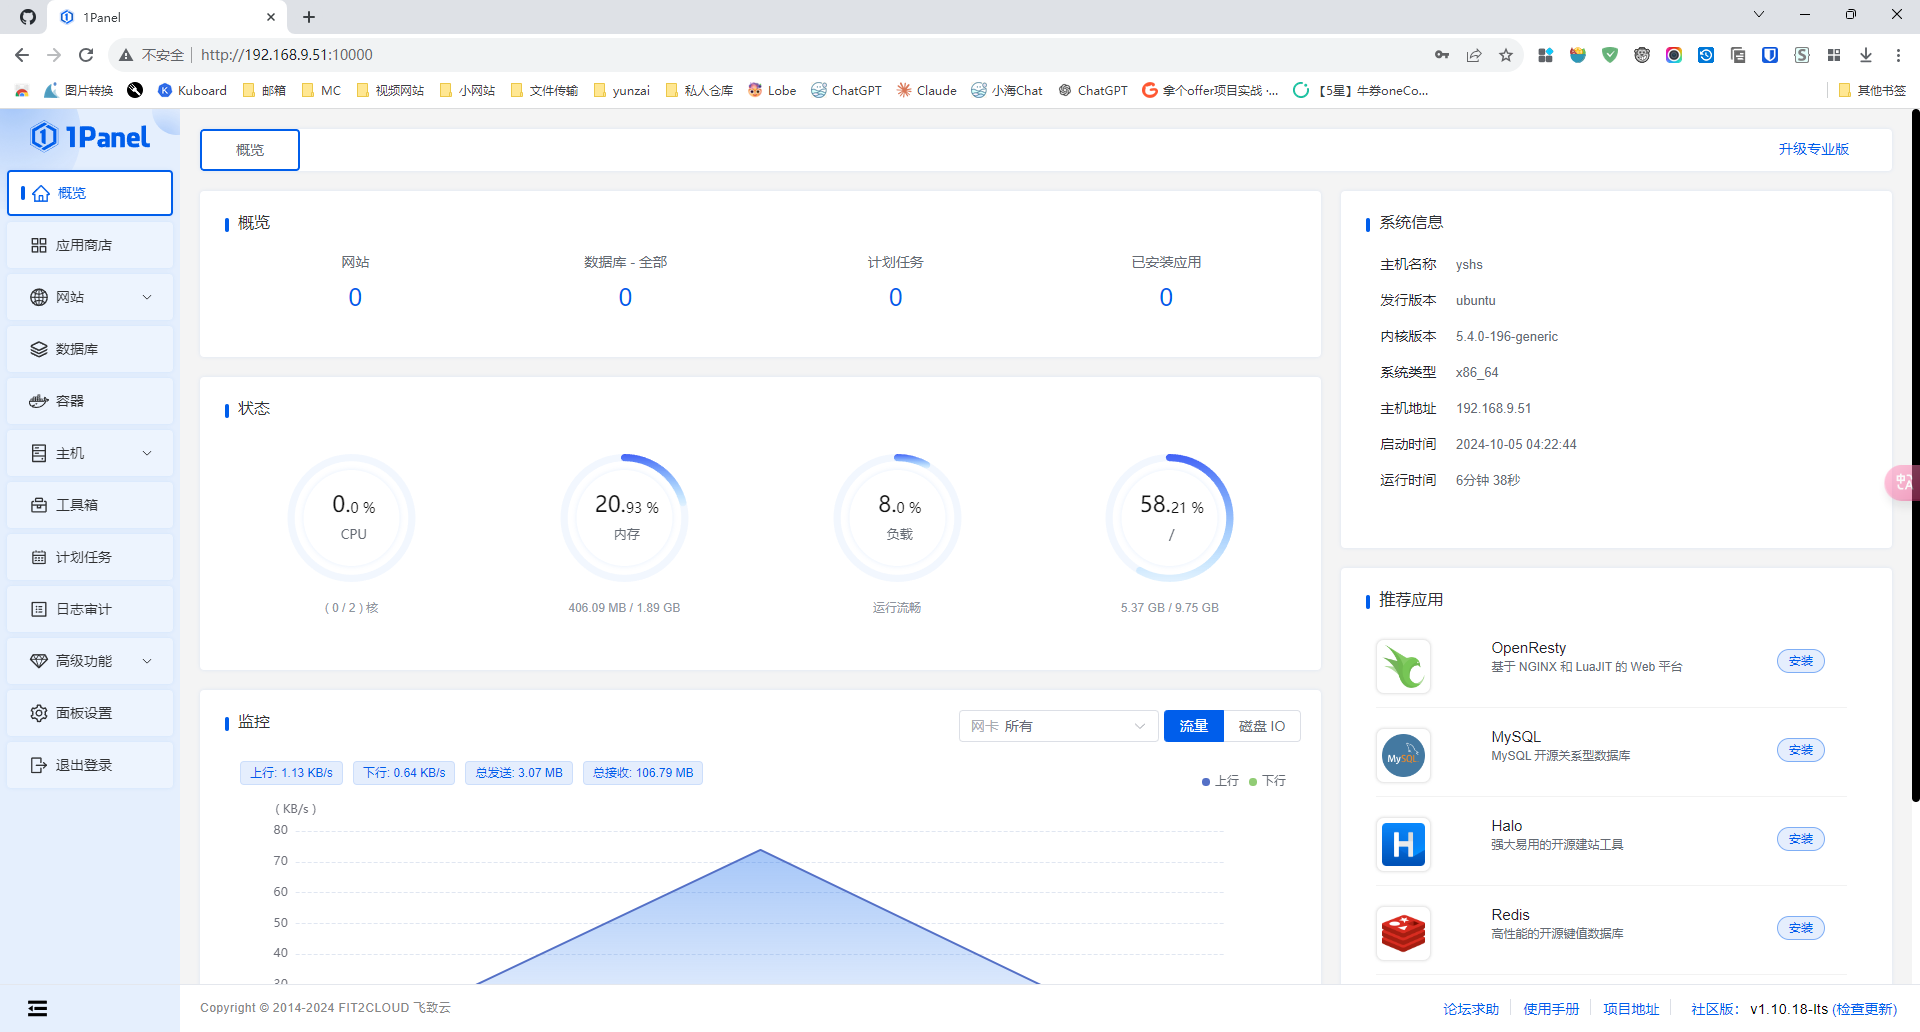 1Panel
不安全
http://192.168.9.51:10000
图片转换
Kuboard
邮箱
MC
视频网站
小网站
文件传输
yunzai
私人仓库
Lobe
ChatGPT
Claude
小海Chat
ChatGPT
拿个offer项目实战 ·...
【5星】牛券oneCo...
其他书签
1Panel
概览
应用商店
网站
数据库
容器
主机
工具箱
计划任务
日志审计
高级功能
面板设置
退出登录
概览
升级专业版
概览
网站
0
数据库 - 全部
0
计划任务
0
已安装应用
0
状态
0.0 %
CPU
( 0 / 2 ) 核
20.93 %
内存
406.09 MB / 1.89 GB
8.0 %
负载
运行流畅
58.21 %
/
5.37 GB / 9.75 GB
监控
网卡 所有
流量
磁盘 IO
上行: 1.13 KB/s
下行: 0.64 KB/s
总发送: 3.07 MB
总接收: 106.79 MB
上行
下行
( KB/s )
80
70
60
50
40
30
系统信息
主机名称 yshs
发行版本 ubuntu
内核版本 5.4.0-196-generic
系统类型 x86_64
主机地址 192.168.9.51
启动时间 2024-10-05 04:22:44
运行时间 6分钟 38秒
推荐应用
OpenResty
基于 NGINX 和 LuaJIT 的 Web 平台
安装
MySQL
MySQL
MySQL 开源关系型数据库
安装
H
Halo
强大易用的开源建站工具
安装
Redis
高性能的开源键值数据库
安装
中A
Copyright © 2014-2024 FIT2CLOUD 飞致云
论坛求助
使用手册
项目地址
社区版: v1.10.18-lts (检查更新)